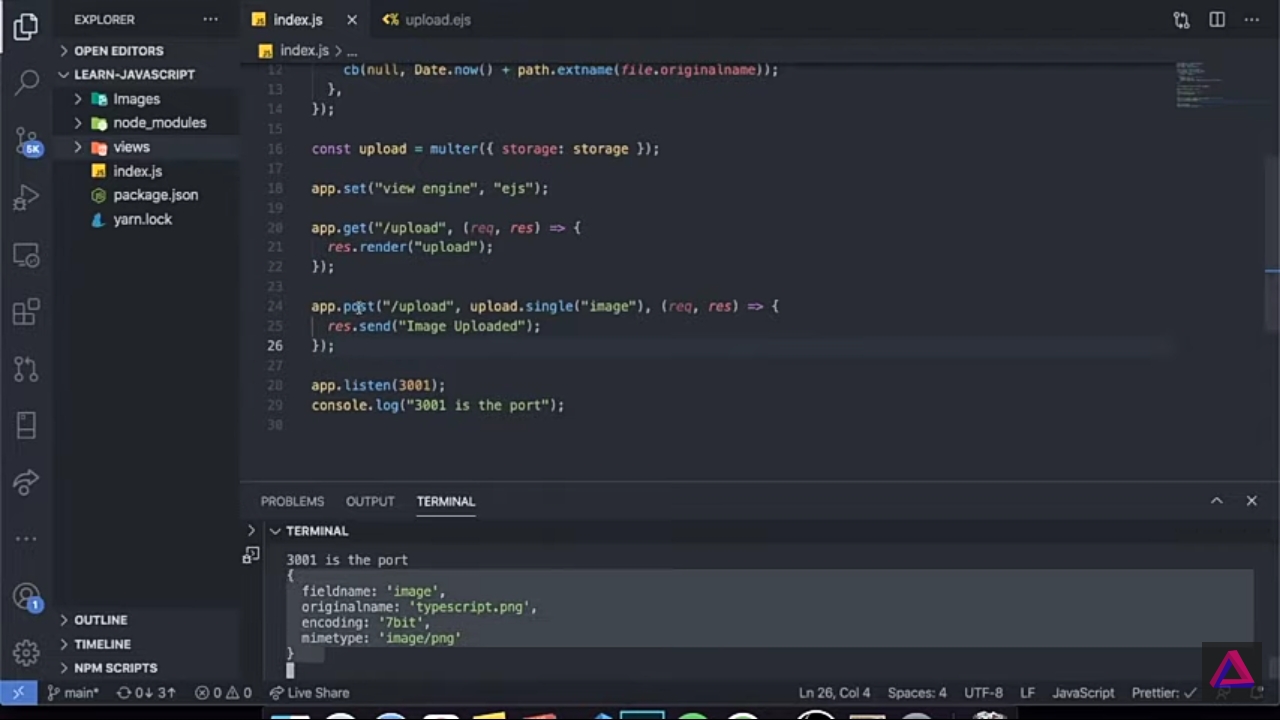 EXPLORER
index.js
upload.ejs
OPEN EDITORS
index.js > ...
LEARN-JAVASCRIPT
Images
node_modules
views
5K
index.js
package.json
yarn.lock
12 cb(null, Date.now() + path.extname(file.originalname));
13 },
14 });
15
16 const upload = multer({ storage: storage });
17
18 app.set("view engine", "ejs");
19
20 app.get("/upload", (req, res) => {
21 res.render("upload");
22 });
23
24 app.post("/upload", upload.single("image"), (req, res) => {
25 res.send("Image Uploaded");
26 });
27
28 app.listen(3001);
29 console.log("3001 is the port");
30
PROBLEMS OUTPUT TERMINAL
TERMINAL
3001 is the port
{
fieldname: 'image',
originalname: 'typescript.png',
encoding: '7bit',
mimetype: 'image/png'
}
1
OUTLINE
TIMELINE
NPM SCRIPTS
main* 0↓ 3↑ 0 0 Live Share Ln 26, Col 4 Spaces: 4 UTF-8 LF JavaScript Prettier: ✓